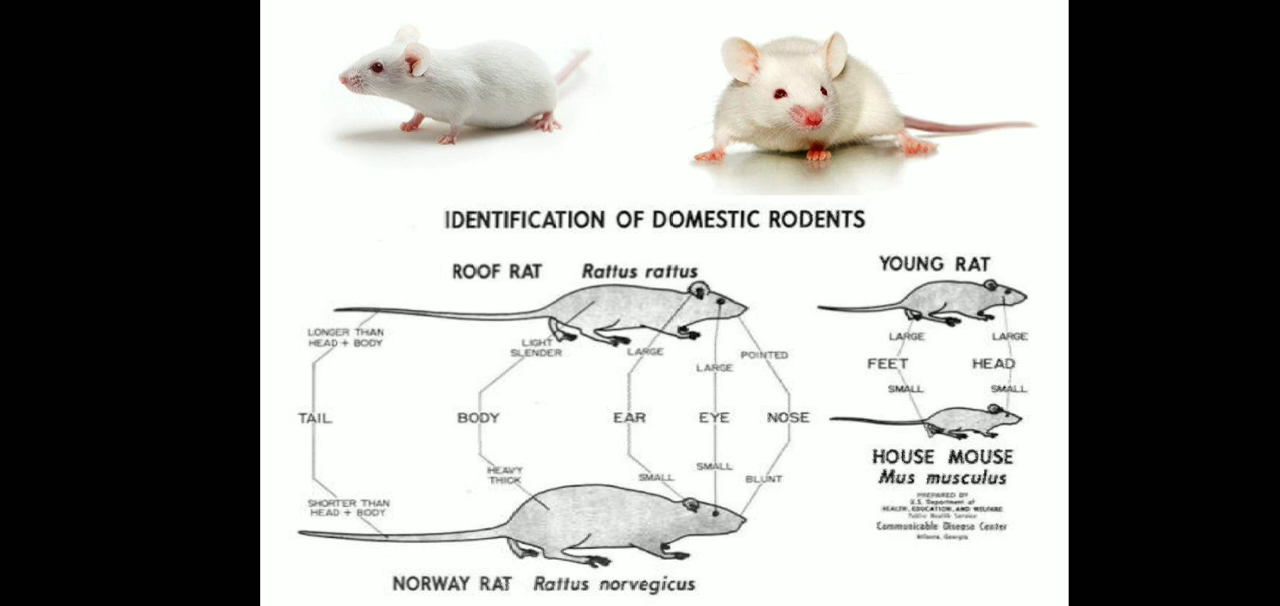 IDENTIFICATION OF DOMESTIC RODENTS
ROOF RAT Rattus rattus
LONGER THAN
HEAD + BODY
LIGHT
SLENDER
LARGE
LARGE
POINTED
TAIL
BODY
EAR
EYE
NOSE
SHORTER THAN
HEAD + BODY
HEAVY
THICK
SMALL
SMALL
BLUNT
NORWAY RAT Rattus norvegicus
YOUNG RAT
LARGE
LARGE
FEET
HEAD
SMALL
SMALL
HOUSE MOUSE
Mus musculus
PREPARED BY
U.S. Department of
HEALTH, EDUCATION, AND WELFARE
Public Health Service
Communicable Disease Center
Atlanta, Georgia